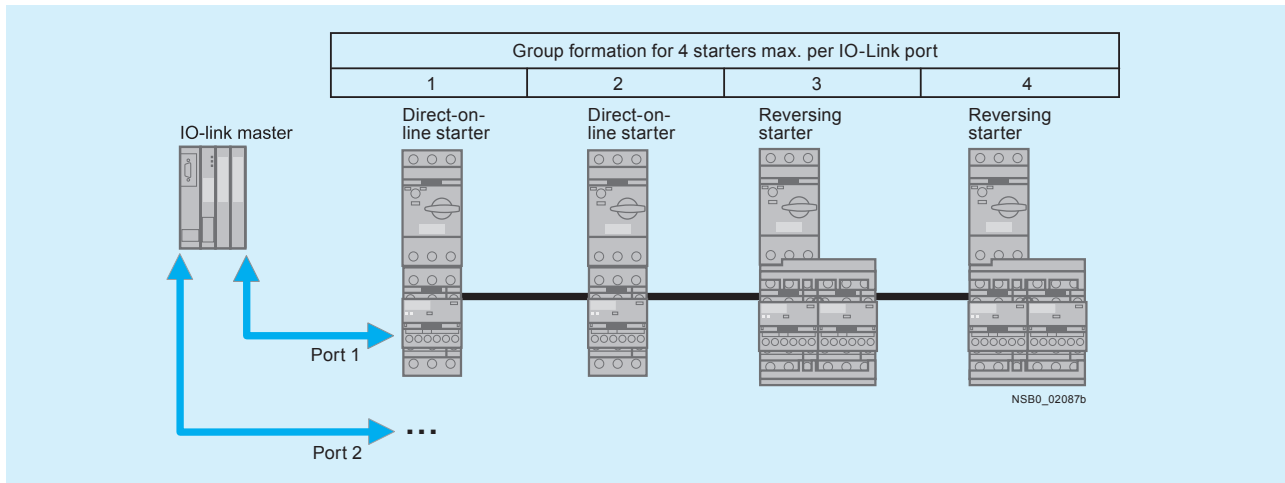 Group formation for 4 starters max. per IO-Link port
1 2 3 4
IO-link master
Direct-on-
line starter
Direct-on-
line starter
Reversing
starter
Reversing
starter
Port 1
NSB0_02087b
...
Port 2